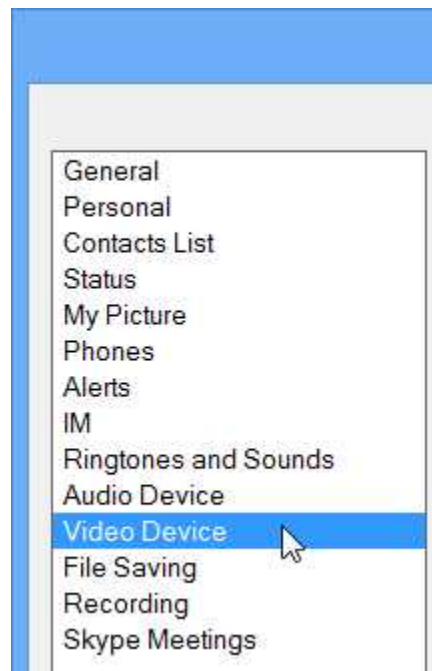 General
Personal
Contacts List
Status
My Picture
Phones
Alerts
IM
Ringtones and Sounds
Audio Device
Video Device
File Saving
Recording
Skype Meetings